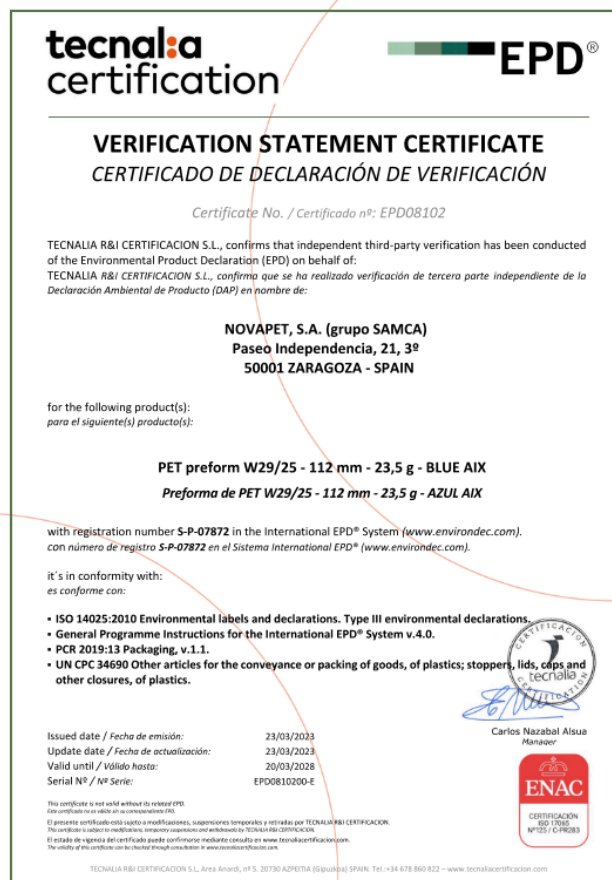 tecnalia
certification
EPD®
VERIFICATION STATEMENT CERTIFICATE
CERTIFICADO DE DECLARACIÓN DE VERIFICACIÓN
Certificate No. / Certificado nº: EPD08102
TECNALIA R&I CERTIFICACION S.L., confirms that independent third-party verification has been conducted
of the Environmental Product Declaration (EPD) on behalf of:
TECNALIA R&I CERTIFICACION S.L., confirma que se ha realizado verificación de tercera parte independiente de la
Declaración Ambiental de Producto (DAP) en nombre de:
NOVAPET, S.A. (grupo SAMCA)
Paseo Independencia, 21, 3º
50001 ZARAGOZA - SPAIN
for the following product(s):
para el siguiente(s) producto(s):
PET preform W29/25 - 112 mm - 23,5 g - BLUE AIX
Preforma de PET W29/25 - 112 mm - 23,5 g - AZUL AIX
with registration number S-P-07872 in the International EPD® System (www.environdec.com).
con número de registro S-P-07872 en el Sistema International EPD® (www.environdec.com).
it´s in conformity with:
es conforme con:
▪ ISO 14025:2010 Environmental labels and declarations. Type III environmental declarations.
▪ General Programme Instructions for the International EPD® System v.4.0.
▪ PCR 2019:13 Packaging, v.1.1.
▪ UN CPC 34690 Other articles for the conveyance or packing of goods, of plastics; stoppers, lids, caps and
other closures, of plastics.
CERTIFICACIÓN
tecnalia
CERTIFICATION
Carlos Nazabal Alsua
Manager
Issued date / Fecha de emisión: 23/03/2023
Update date / Fecha de actualización: 23/03/2023
Valid until / Válido hasta: 20/03/2028
Serial Nº / Nº Serie: EPD0810200-E
ENAC
CERTIFICACIÓN
ISO 17065
Nº125 / C-PR283
This certificate is not valid without its related EPD.
Este certificado no es válido sin su correspondiente EPD.
El presente certificado está sujeto a modificaciones, suspensiones temporales y retiradas por TECNALIA R&I CERTIFICACION.
This certificate is subject to modifications, temporary suspensions and withdrawals by TECNALIA R&I CERTIFICACION.
El estado de vigencia del certificado puede confirmarse mediante consulta en www.tecnaliacertificacion.com.
The validity of this certificate can be checked through consultation in www.tecnaliacertificacion.com.
TECNALIA R&I CERTIFICACION S.L. Area Anardi, nº 5. 20730 AZPEITIA (Gipuzkoa) SPAIN. Tel.:+34 678 860 822 – www.tecnaliacertificacion.com